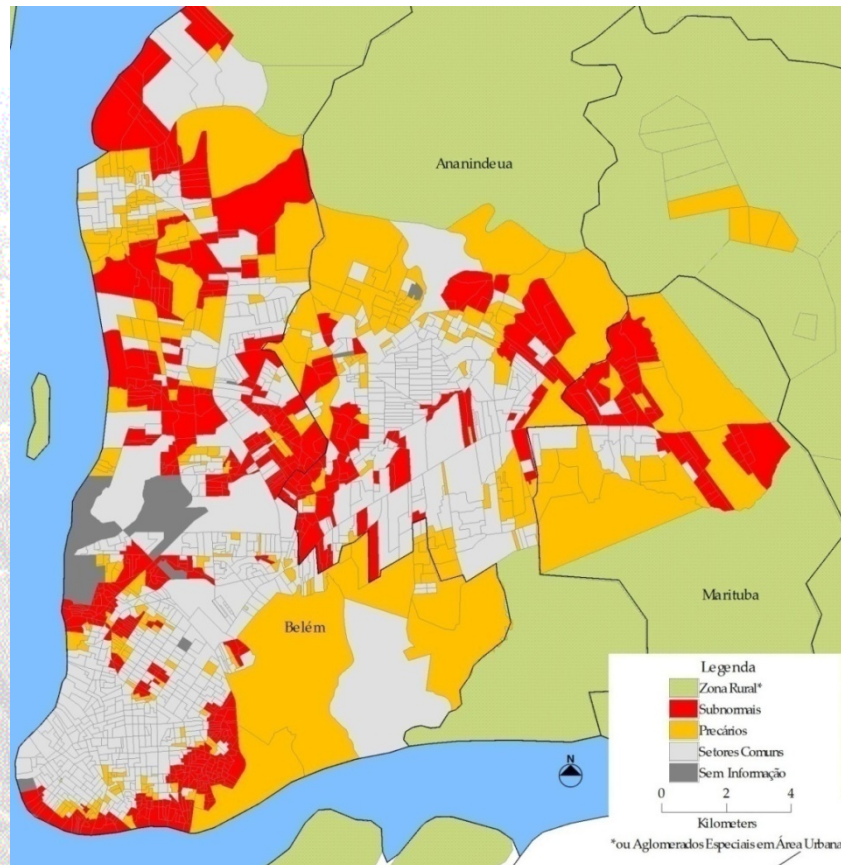 Ananindeua
Marituba
Belém
Legenda
Zona Rural*
Subnormais
Precários
Setores Comuns
Sem Informação
N
0 2 4
Kilometers
*ou Aglomerados Especiais em Área Urbana